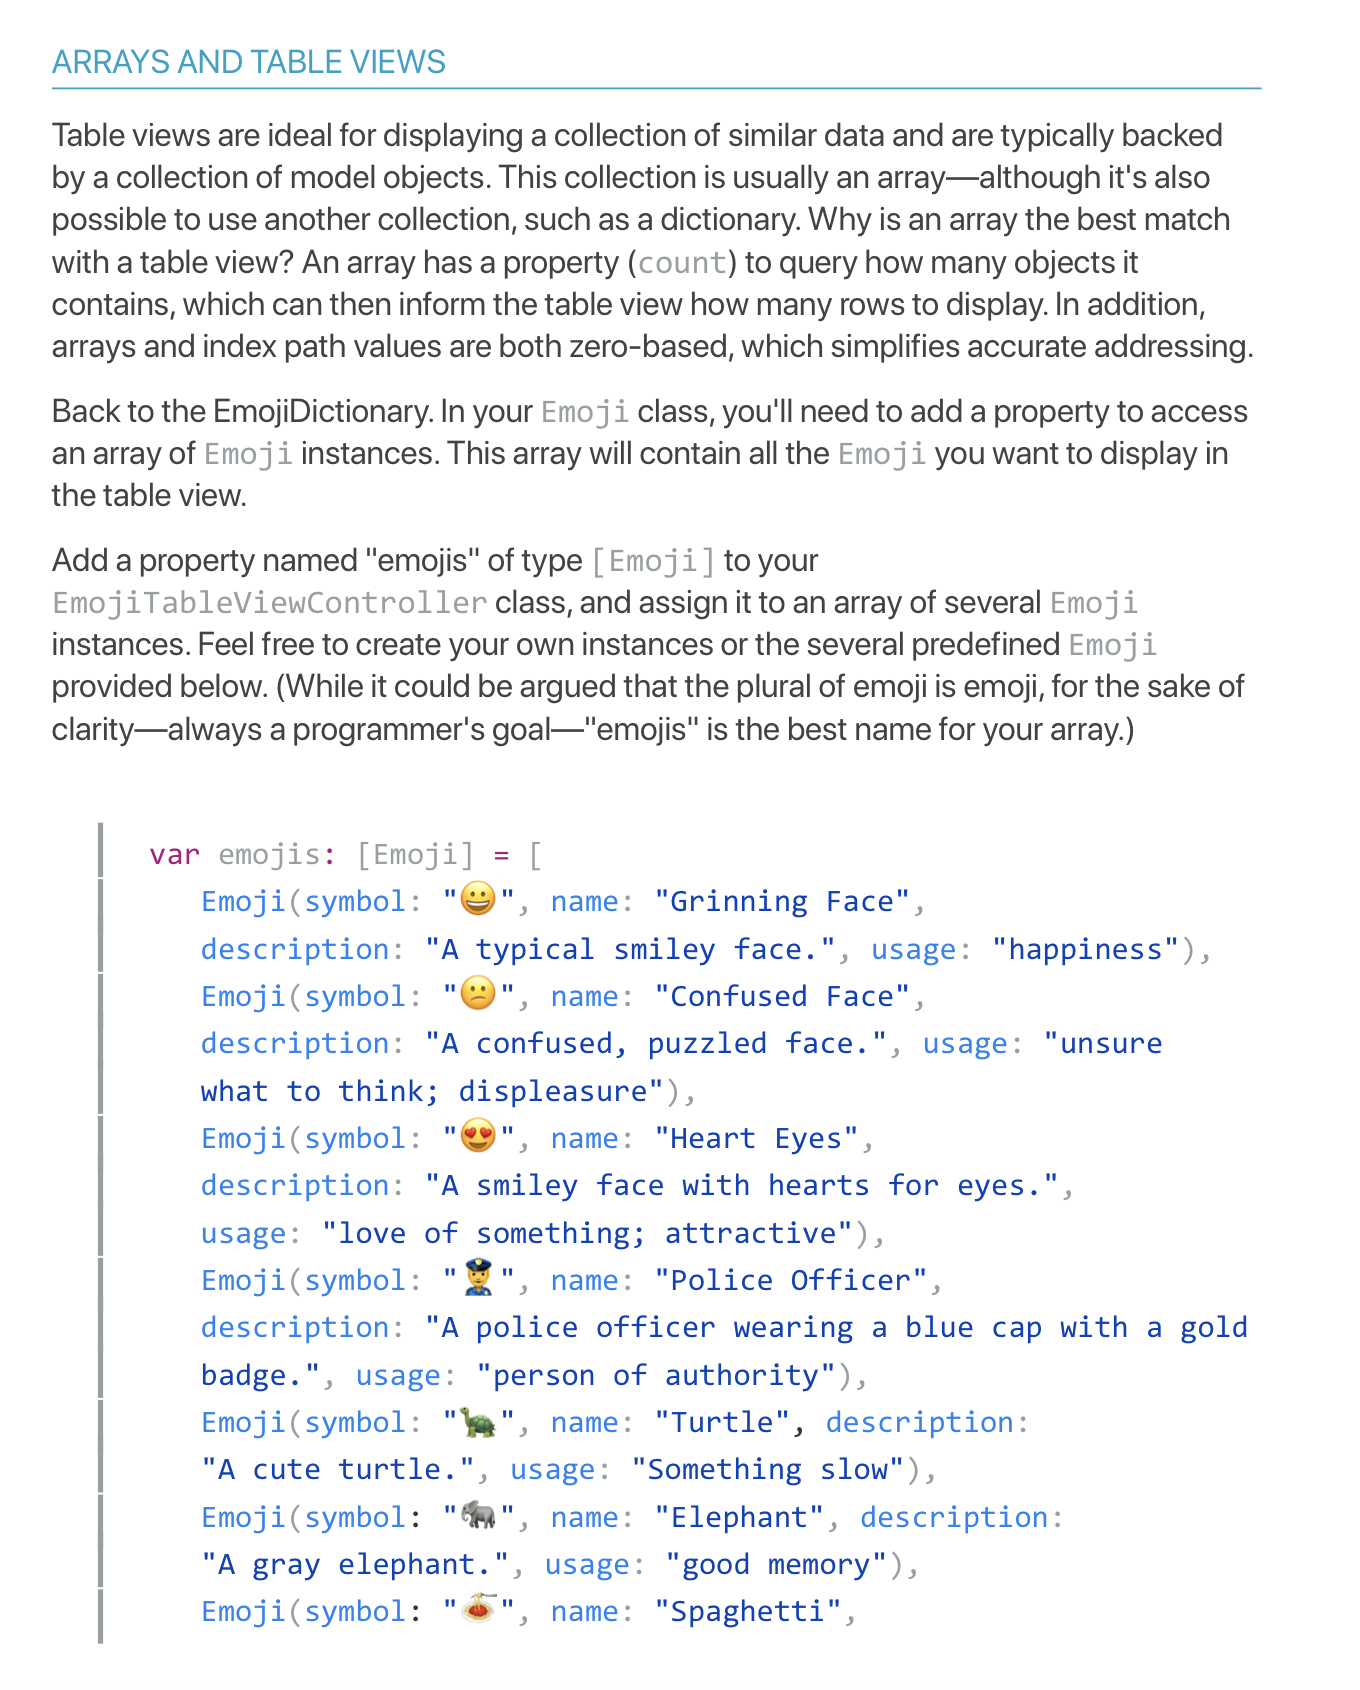 ARRAYS AND TABLE VIEWS
Table views are ideal for displaying a collection of similar data and are typically backed
by a collection of model objects. This collection is usually an array—although it's also
possible to use another collection, such as a dictionary. Why is an array the best match
with a table view? An array has a property (count) to query how many objects it
contains, which can then inform the table view how many rows to display. In addition,
arrays and index path values are both zero-based, which simplifies accurate addressing.
Back to the EmojiDictionary. In your Emoji class, you'll need to add a property to access
an array of Emoji instances. This array will contain all the Emoji you want to display in
the table view.
Add a property named "emojis" of type [Emoji] to your
EmojiTableViewController class, and assign it to an array of several Emoji
instances. Feel free to create your own instances or the several predefined Emoji
provided below. (While it could be argued that the plural of emoji is emoji, for the sake of
clarity—always a programmer's goal—"emojis" is the best name for your array.)
var emojis: [Emoji] = [
Emoji(symbol: "😀", name: "Grinning Face",
description: "A typical smiley face.", usage: "happiness"),
Emoji(symbol: "😕", name: "Confused Face",
description: "A confused, puzzled face.", usage: "unsure
what to think; displeasure"),
Emoji(symbol: "😍", name: "Heart Eyes",
description: "A smiley face with hearts for eyes.",
usage: "love of something; attractive"),
Emoji(symbol: "👮", name: "Police Officer",
description: "A police officer wearing a blue cap with a gold
badge.", usage: "person of authority"),
Emoji(symbol: "🐢", name: "Turtle", description:
"A cute turtle.", usage: "Something slow"),
Emoji(symbol: "🐘", name: "Elephant", description:
"A gray elephant.", usage: "good memory"),
Emoji(symbol: "🍝", name: "Spaghetti",